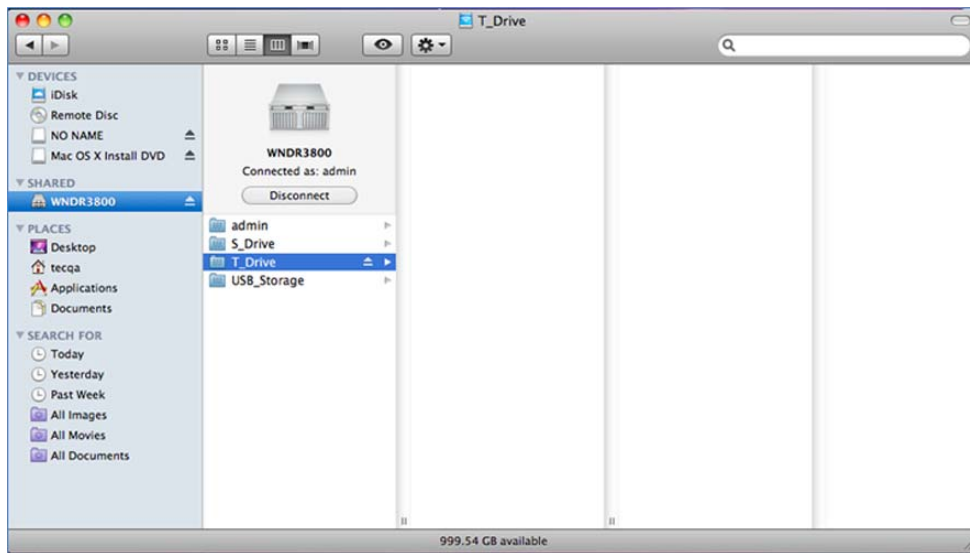 T_Drive
DEVICES
iDisk
Remote Disc
NO NAME
Mac OS X Install DVD
SHARED
WNDR3800
PLACES
Desktop
tecqa
Applications
Documents
SEARCH FOR
Today
Yesterday
Past Week
All Images
All Movies
All Documents
WNDR3800
Connected as: admin
Disconnect
admin
S_Drive
T_Drive
USB_Storage
999.54 GB available